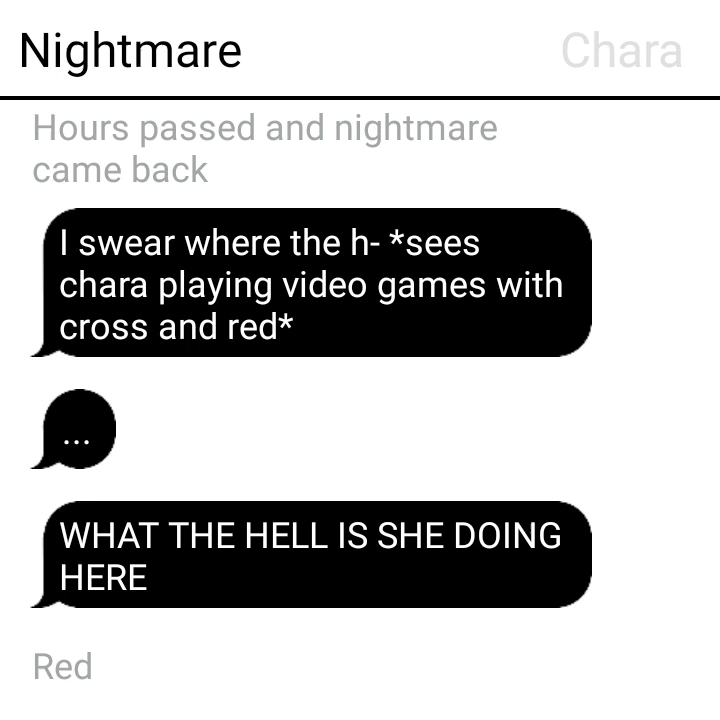 Nightmare Chara
Hours passed and nightmare
came back
I swear where the h- *sees
chara playing video games with
cross and red*
...
WHAT THE HELL IS SHE DOING
HERE
Red